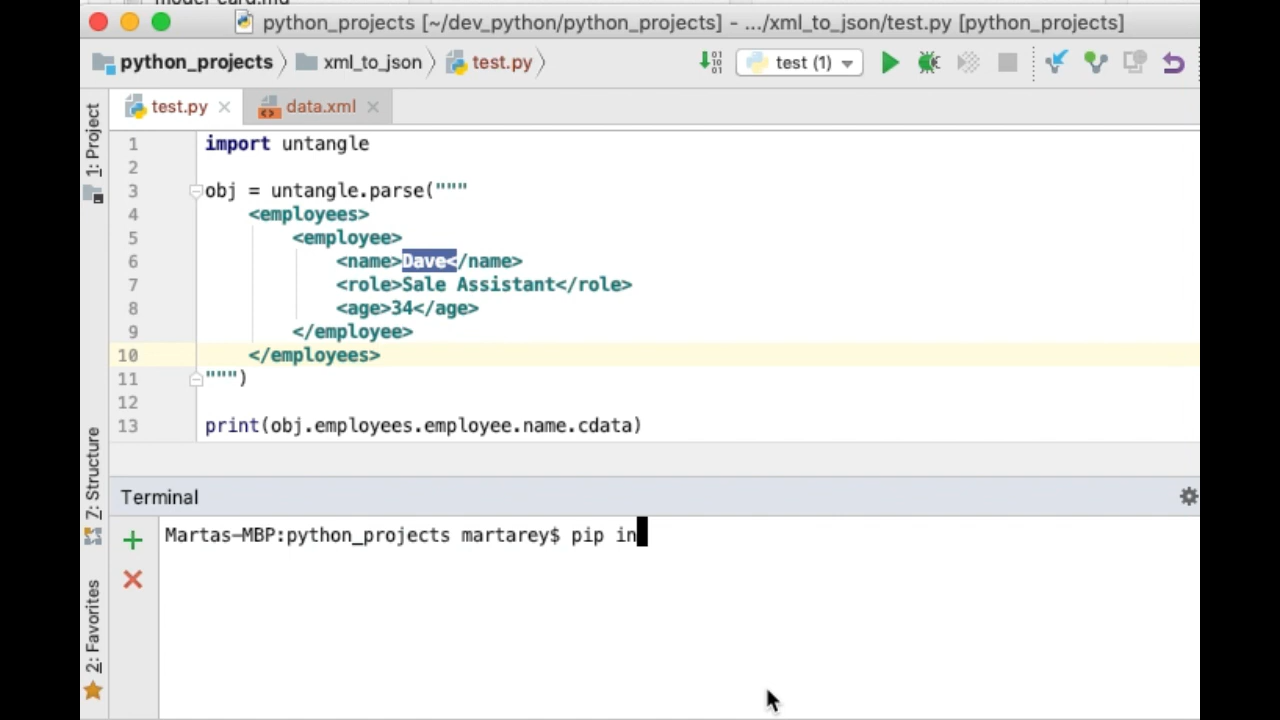 python_projects [~/dev_python/python_projects] - .../xml_to_json/test.py [python_projects]
python_projects xml_to_json test.py test (1)
test.py data.xml
1: Project
7: Structure
2: Favorites
1 import untangle
2
3 obj = untangle.parse("""
4 <employees>
5 <employee>
6 <name>Dave</name>
7 <role>Sale Assistant</role>
8 <age>34</age>
9 </employee>
10 </employees>
11 """)
12
13 print(obj.employees.employee.name.cdata)
Terminal
Martas-MBP:python_projects martarey$ pip in